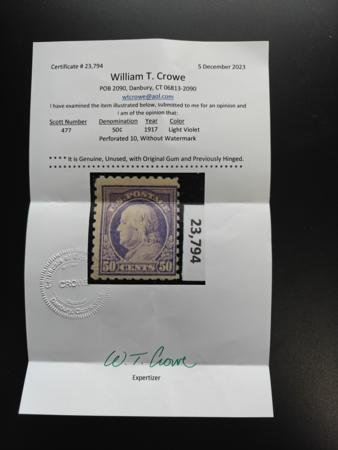 Certificate # 23,794 5 December 2023
William T. Crowe
POB 2090, Danbury, CT 06813-2090
wtcrowe@aol.com
I have examined the item illustrated below, submitted to me for an opinion and
I am of the opinion that:
Scott Number Denomination Year Color
477 50¢ 1917 Light Violet
Perforated 10, Without Watermark
* * * * It is Genuine, Unused, with Original Gum and Previously Hinged.
U.S. POSTAGE
50 CENTS 50
23,794
CROWE
W. T. Crowe
Expertizer